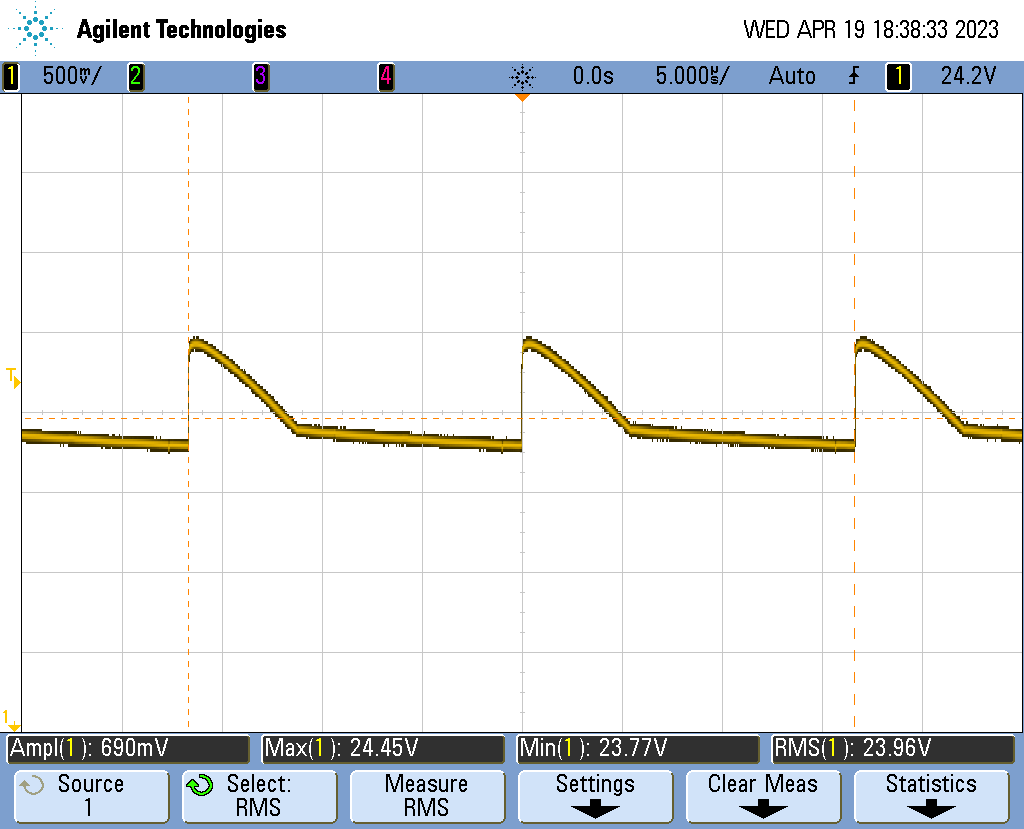 Agilent Technologies
WED APR 19 18:38:33 2023
1 500mV/ 2 3 4 0.0s 5.000µs/ Auto 1 24.2V
T
1
Ampl(1): 690mV Max(1): 24.45V Min(1): 23.77V RMS(1): 23.96V
Source Select: Measure Settings Clear Meas Statistics
1 RMS RMS